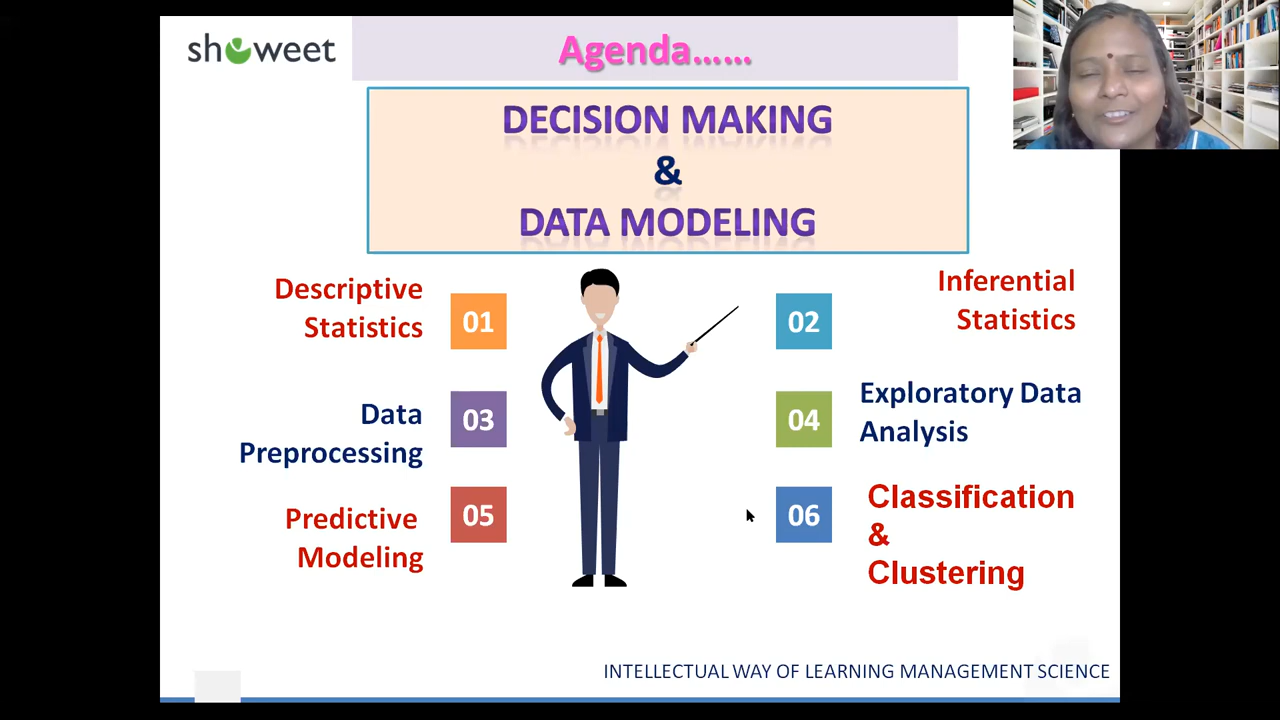 showeet
Agenda......
DECISION MAKING
&
DATA MODELING
Descriptive
Statistics
01
02
Inferential
Statistics
Data
Preprocessing
03
04
Exploratory Data
Analysis
Predictive
Modeling
05
06
Classification
&
Clustering
INTELLECTUAL WAY OF LEARNING MANAGEMENT SCIENCE